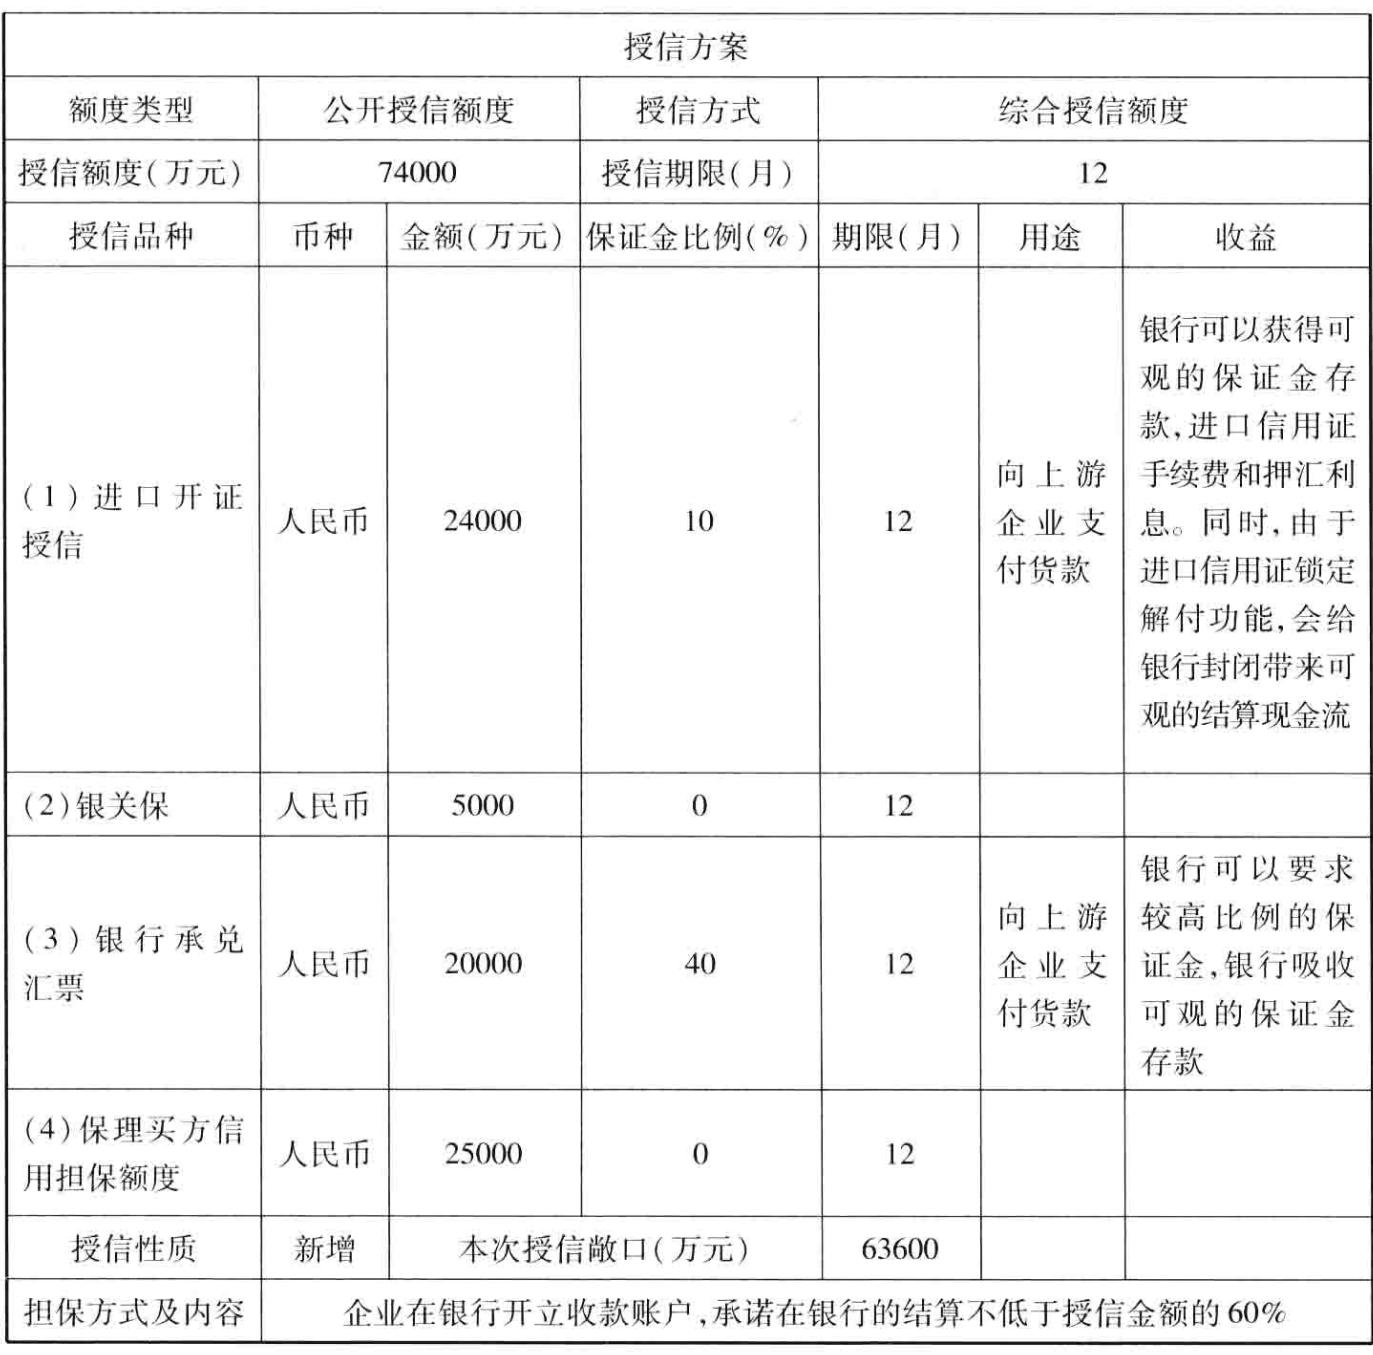 授信方案
额度类型 公开授信额度 授信方式 综合授信额度
授信额度(万元) 74000 授信期限(月) 12
授信品种 币种 金额(万元) 保证金比例(%) 期限(月) 用途 收益
(1)进口开证
授信
人民币
24000
10
12
向上游
企业支
付货款
银行可以获得可
观的保证金存
款,进口信用证
手续费和押汇利
息。同时,由于
进口信用证锁定
解付功能,会给
银行封闭带来可
观的结算现金流
(2)银关保 人民币 5000 0 12
(3)银行承兑
汇票
人民币
20000
40
12
向上游
企业支
付货款
银行可以要求
较高比例的保
证金,银行吸收
可观的保证金
存款
(4)保理买方信
用担保额度
人民币
25000
0
12
授信性质 新增 本次授信敞口(万元) 63600
担保方式及内容 企业在银行开立收款账户,承诺在银行的结算不低于授信金额的60%